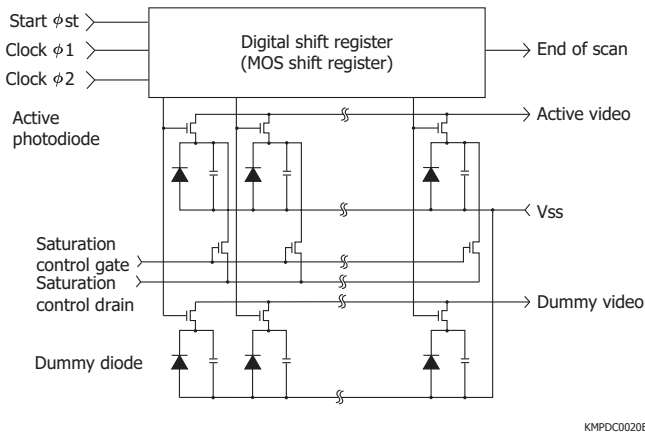 Start ϕst
Clock ϕ1
Clock ϕ2
Digital shift register
(MOS shift register)
End of scan
Active
photodiode
Active video
Vss
Saturation
control gate
Saturation
control drain
Dummy video
Dummy diode
KMPDC0020E